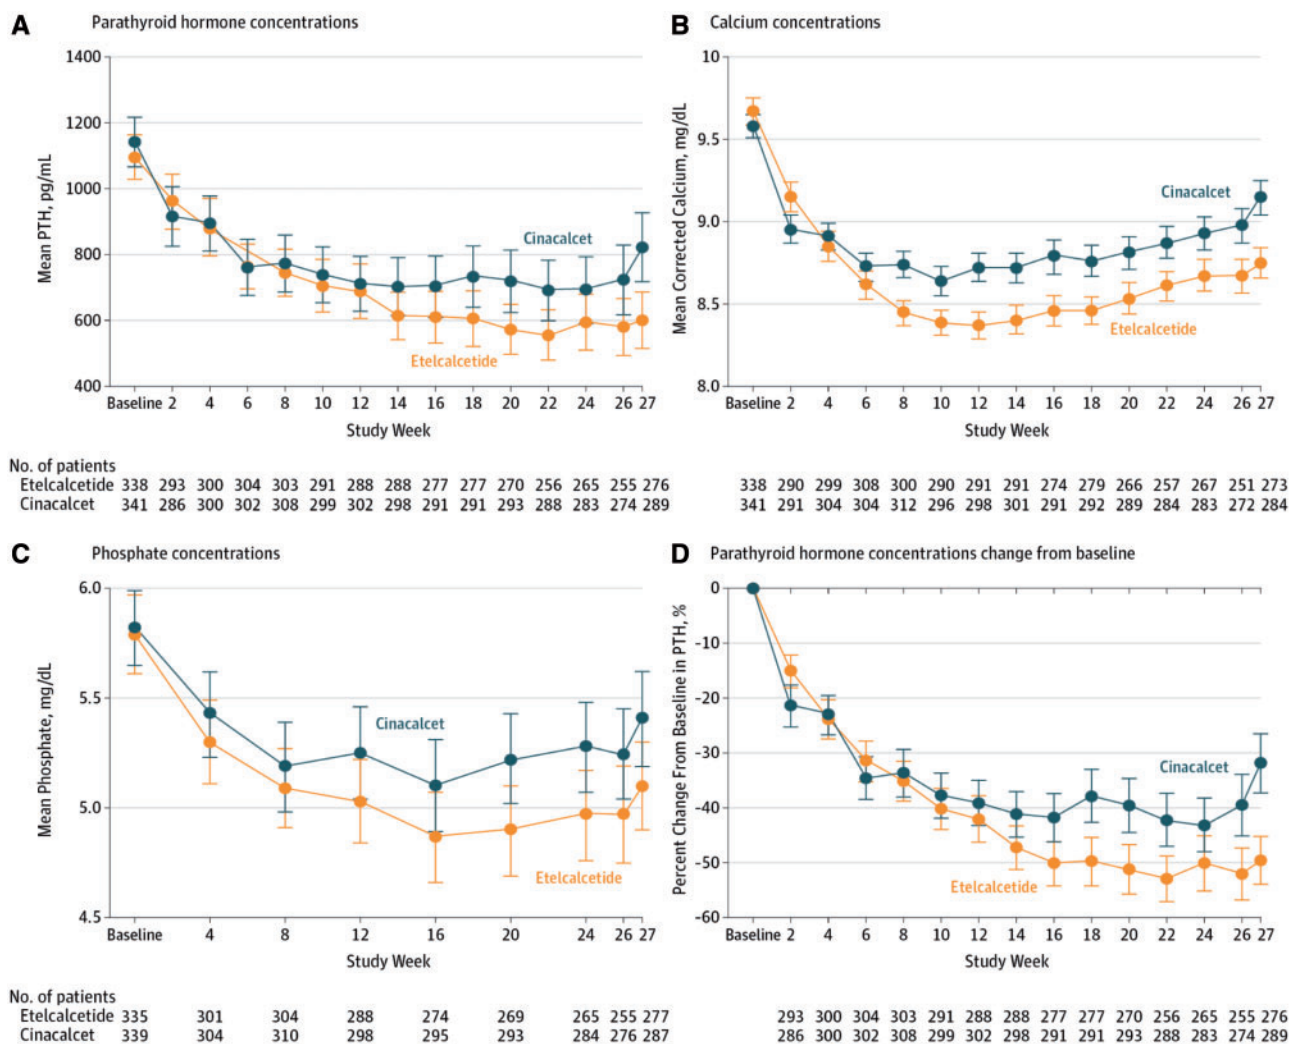 A Parathyroid hormone concentrations
1400
1200
1000
800
600
400
Mean PTH, pg/mL
Cinacalcet
Etelcalcetide
Baseline 2 4 6 8 10 12 14 16 18 20 22 24 26 27
Study Week
No. of patients
Etelcalcetide 338 293 300 304 303 291 288 288 277 277 270 256 265 255 276
Cinacalcet 341 286 300 302 308 299 302 298 291 291 293 288 283 274 289
B Calcium concentrations
10
9.5
9.0
8.5
8.0
Mean Corrected Calcium, mg/dL
Cinacalcet
Etelcalcetide
Baseline 2 4 6 8 10 12 14 16 18 20 22 24 26 27
Study Week
338 290 299 308 300 290 291 291 274 279 266 257 267 251 273
341 291 304 304 312 296 298 301 291 292 289 284 283 272 284
C Phosphate concentrations
6.0
5.5
5.0
4.5
Mean Phosphate, mg/dL
Cinacalcet
Etelcalcetide
Baseline 4 8 12 16 20 24 26 27
Study Week
No. of patients
Etelcalcetide 335 301 304 288 274 269 265 255 277
Cinacalcet 339 304 310 298 295 293 284 276 287
D Parathyroid hormone concentrations change from baseline
0
-10
-20
-30
-40
-50
-60
Percent Change From Baseline in PTH, %
Cinacalcet
Etelcalcetide
Baseline 2 4 6 8 10 12 14 16 18 20 22 24 26 27
Study Week
293 300 304 303 291 288 288 277 277 270 256 265 255 276
286 300 302 308 299 302 298 291 291 293 288 283 274 289